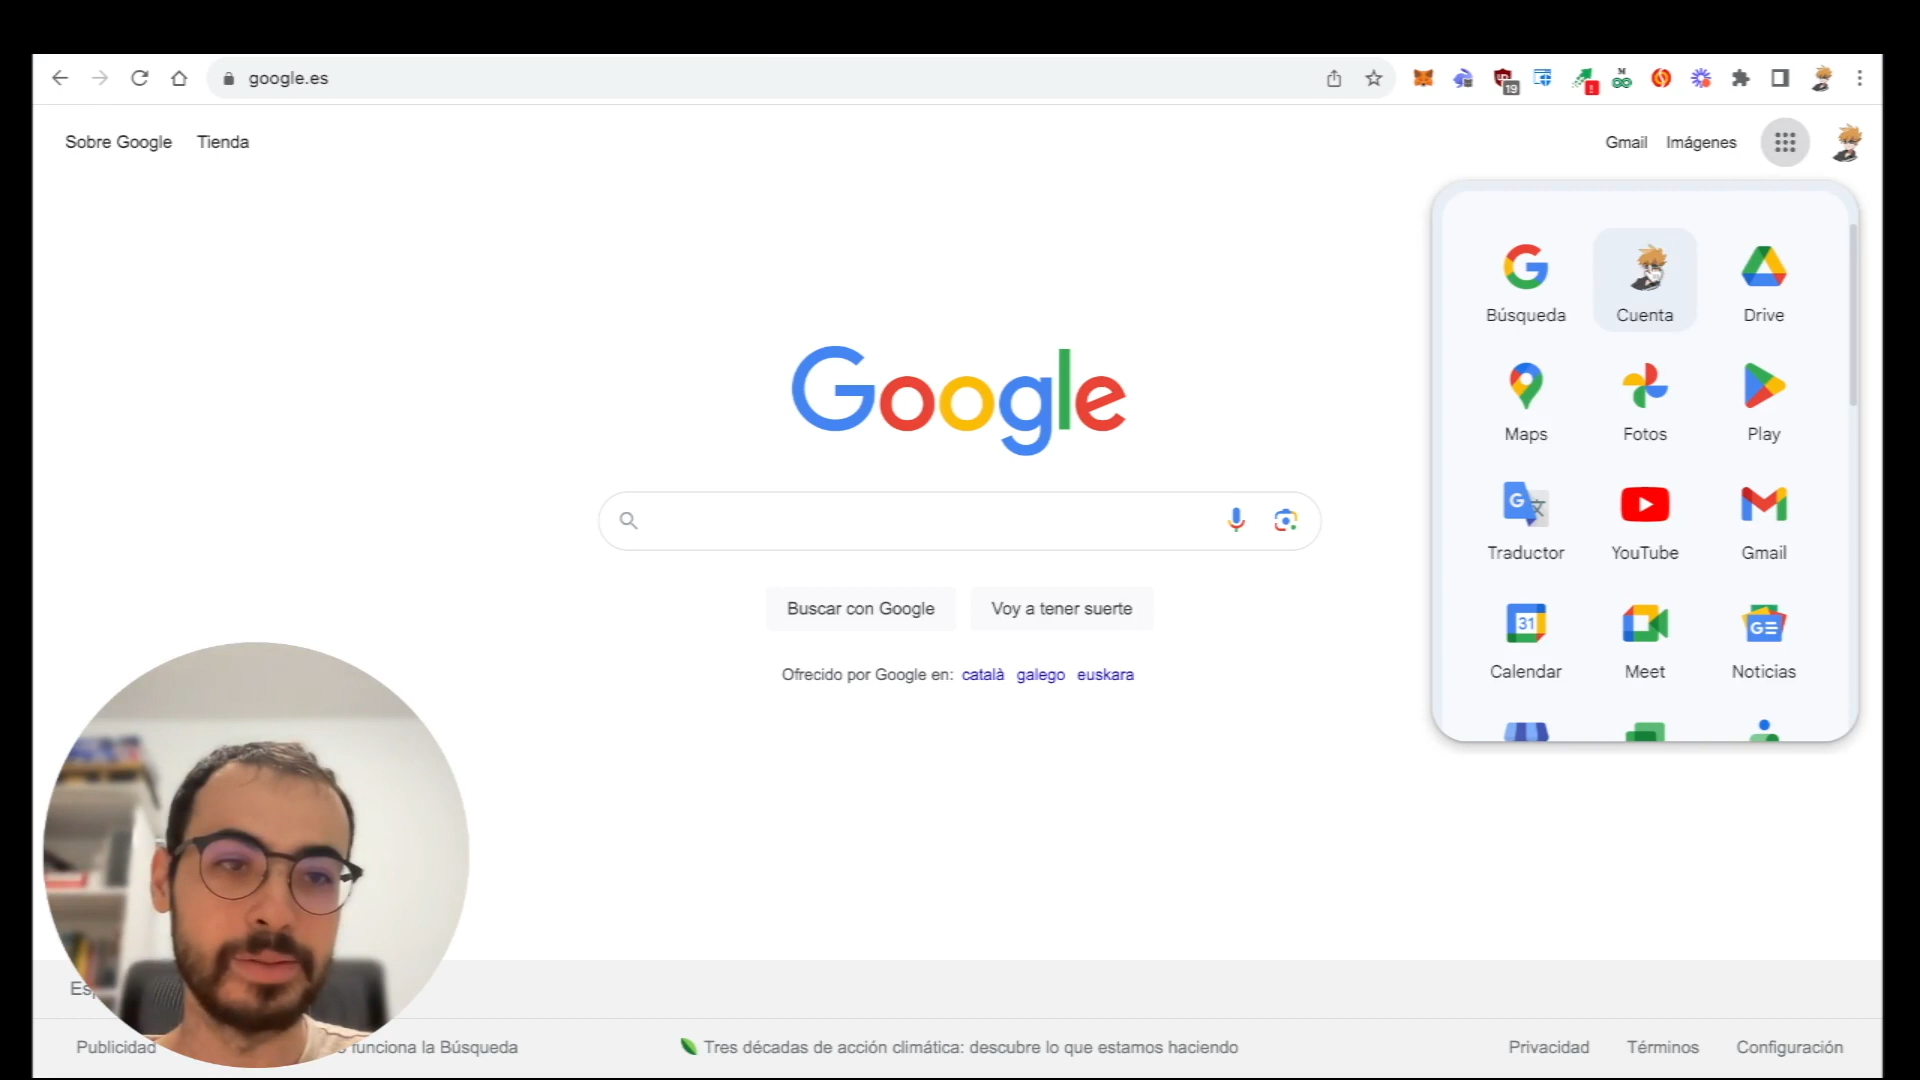 google.es
19
Sobre Google Tienda
Gmail Imágenes
Búsqueda Cuenta Drive
Google
Maps Fotos Play
Traductor YouTube Gmail
Buscar con Google Voy a tener suerte
31
Calendar Meet Noticias
Ofrecido por Google en: català galego euskara
Publicidad funciona la Búsqueda
Tres décadas de acción climática: descubre lo que estamos haciendo
Privacidad Términos Configuración